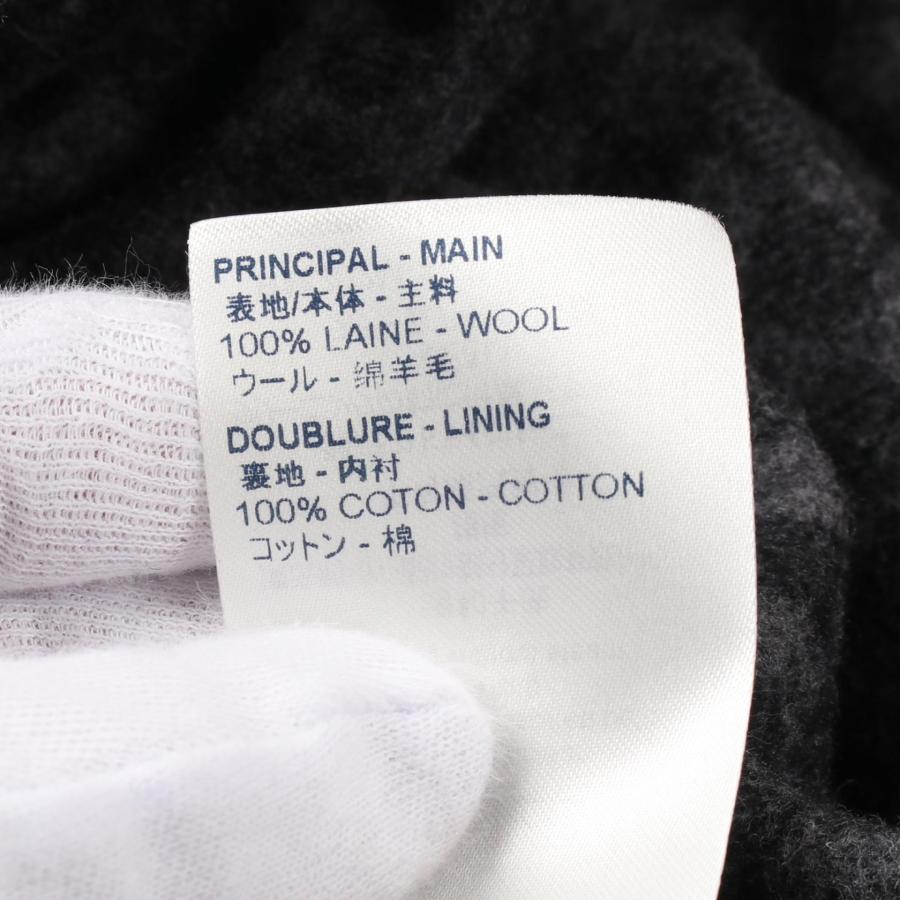 PRINCIPAL - MAIN
表地/本体 - 主料
100% LAINE - WOOL
ウール - 绵羊毛
DOUBLURE - LINING
裏地 - 内衬
100% COTON - COTTON
コットン - 棉